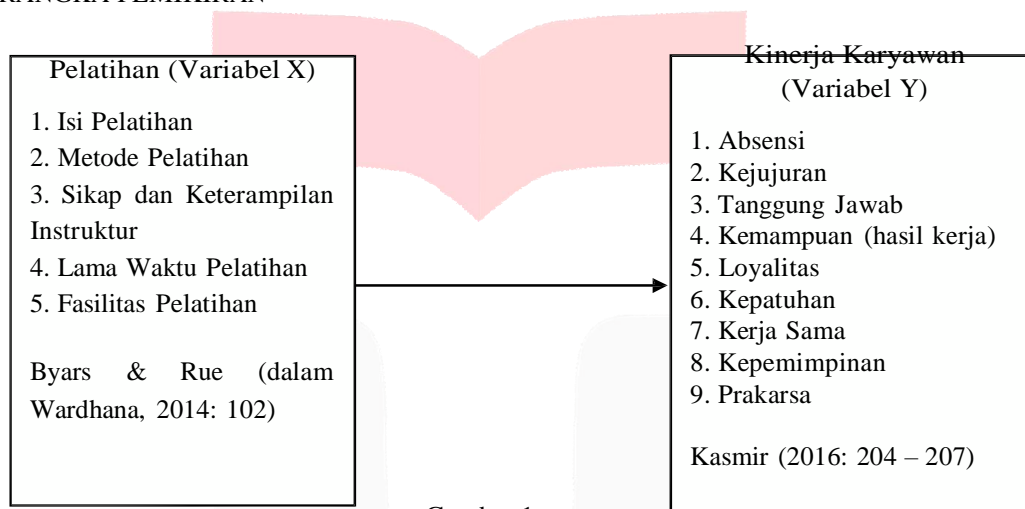 Pelatihan (Variabel X)
1. Isi Pelatihan
2. Metode Pelatihan
3. Sikap dan Keterampilan
Instruktur
4. Lama Waktu Pelatihan
5. Fasilitas Pelatihan
Byars & Rue (dalam
Wardhana, 2014: 102)
Kinerja Karyawan
(Variabel Y)
1. Absensi
2. Kejujuran
3. Tanggung Jawab
4. Kemampuan (hasil kerja)
5. Loyalitas
6. Kepatuhan
7. Kerja Sama
8. Kepemimpinan
9. Prakarsa
Kasmir (2016: 204 – 207)